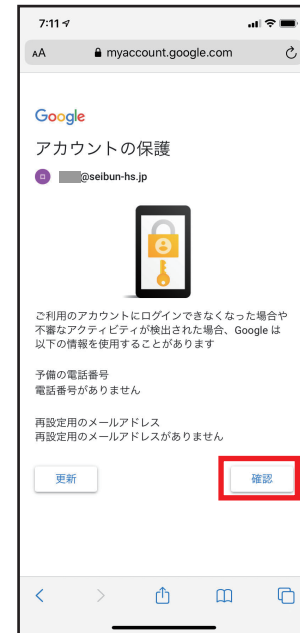 7:11
AA myaccount.google.com
Google
アカウントの保護
@seibun-hs.jp
ご利用のアカウントにログインできなくなった場合や
不審なアクティビティが検出された場合、Google は
以下の情報を使用することがあります
予備の電話番号
電話番号がありません
再設定用のメールアドレス
再設定用のメールアドレスがありません
更新 確認